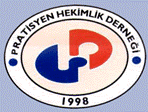 PRATİSYEN HEKİMLİK DERNEĞİ
1998